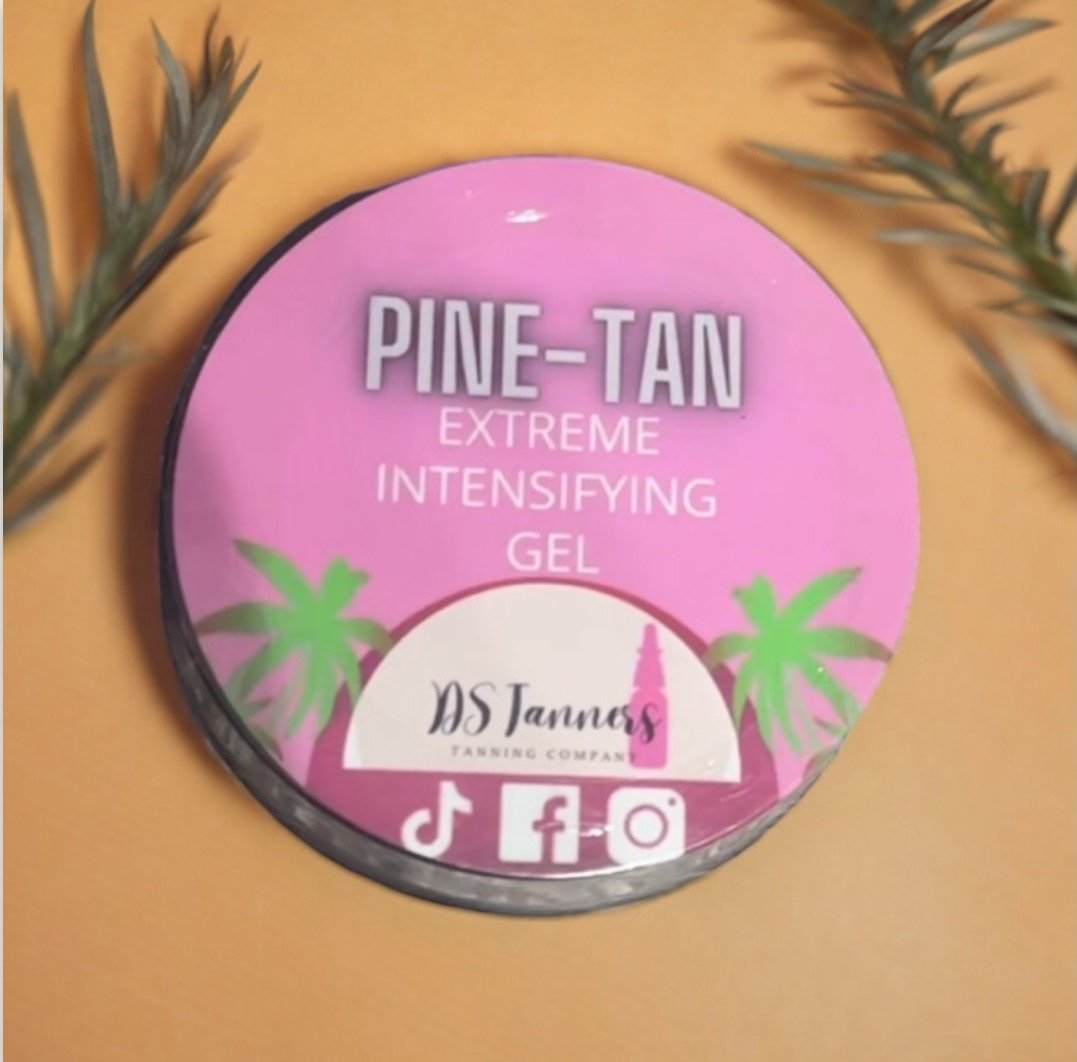 PINE-TAN
EXTREME
INTENSIFYING
GEL
DS Tanners
TANNING COMPANY